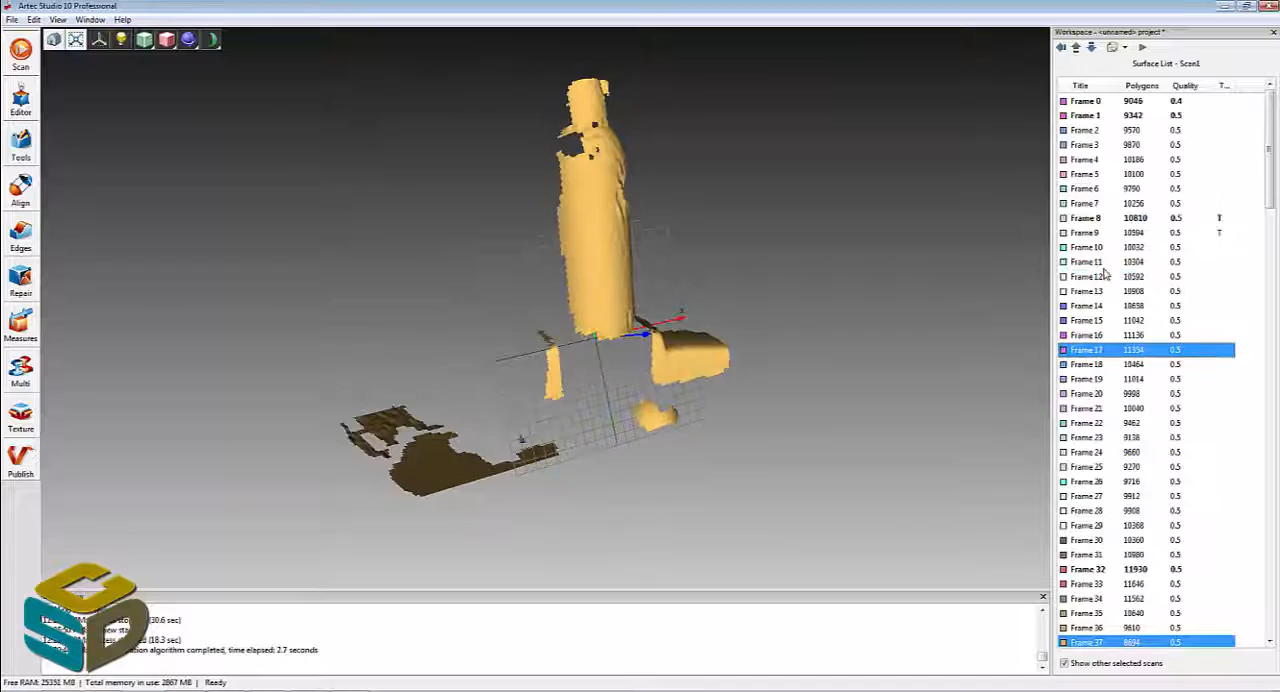 Artec Studio 10 Professional
File Edit View Window Help
Scan
Editor
Tools
Align
Edges
Repair
Measures
Multi
Texture
Publish
Workspace - <unnamed> project *
Surface List - Scan1
Title Polygons Quality T...
Frame 0 9046 0.4
Frame 1 9342 0.5
Frame 2 9570 0.5
Frame 3 9870 0.5
Frame 4 10186 0.5
Frame 5 10100 0.5
Frame 6 9790 0.5
Frame 7 10256 0.5
Frame 8 10810 0.5 T
Frame 9 10594 0.5 T
Frame 10 10032 0.5
Frame 11 10304 0.5
Frame 12 10592 0.5
Frame 13 10908 0.5
Frame 14 10658 0.5
Frame 15 11042 0.5
Frame 16 11136 0.5
Frame 17 11354 0.5
Frame 18 10464 0.5
Frame 19 11014 0.5
Frame 20 9998 0.5
Frame 21 10040 0.5
Frame 22 9462 0.5
Frame 23 9138 0.5
Frame 24 9660 0.5
Frame 25 9270 0.5
Frame 26 9716 0.5
Frame 27 9912 0.5
Frame 28 9908 0.5
Frame 29 10368 0.5
Frame 30 10360 0.5
Frame 31 10980 0.5
Frame 32 11930 0.5
Frame 33 11646 0.5
Frame 34 11562 0.5
Frame 35 10640 0.5
Frame 36 9610 0.5
Frame 37 8694 0.5
Show other selected scans
(30.6 sec)
(18.3 sec)
algorithm completed, time elapsed: 2.7 seconds
Free RAM: 25351 MB | Total memory in use: 2867 MB | Ready